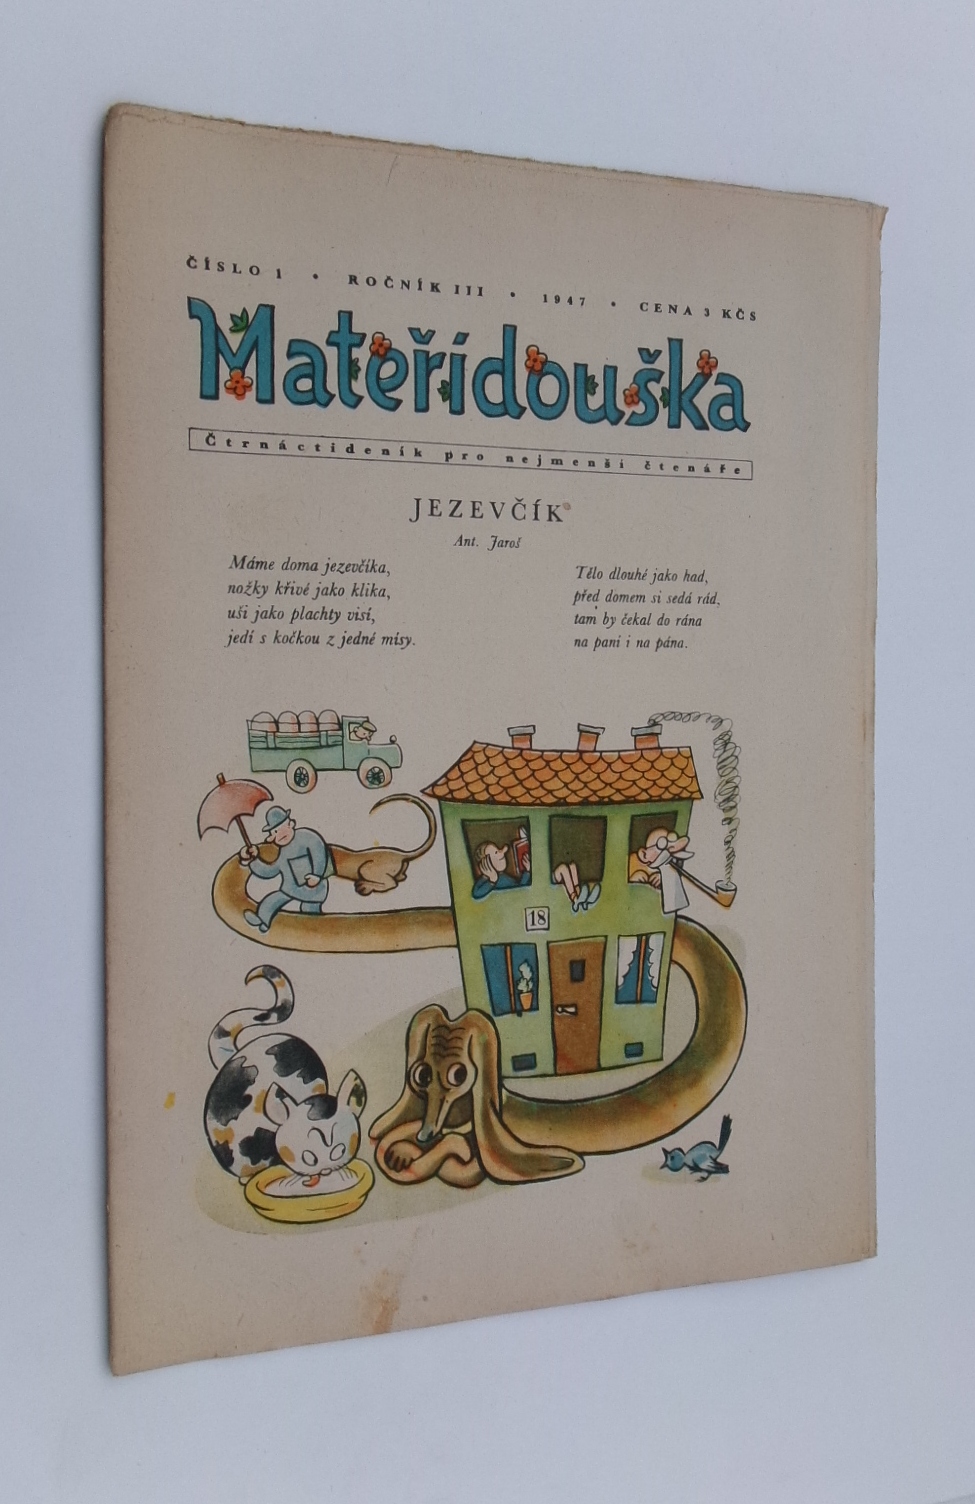 ČÍSLO 1 • ROČNÍK III • 1947 • CENA 3 KČS
Mateřídouška
Čtrnáctideník pro nejmenší čtenáře
JEZEVČÍK
Ant. Jaroš
Máme doma jezevčíka,
nožky křivé jako klika,
uši jako plachty visí,
jedí s kočkou z jedné mísy.
Tělo dlouhé jako had,
před domem si sedá rád,
tam by čekal do rána
na pani i na pána.
18